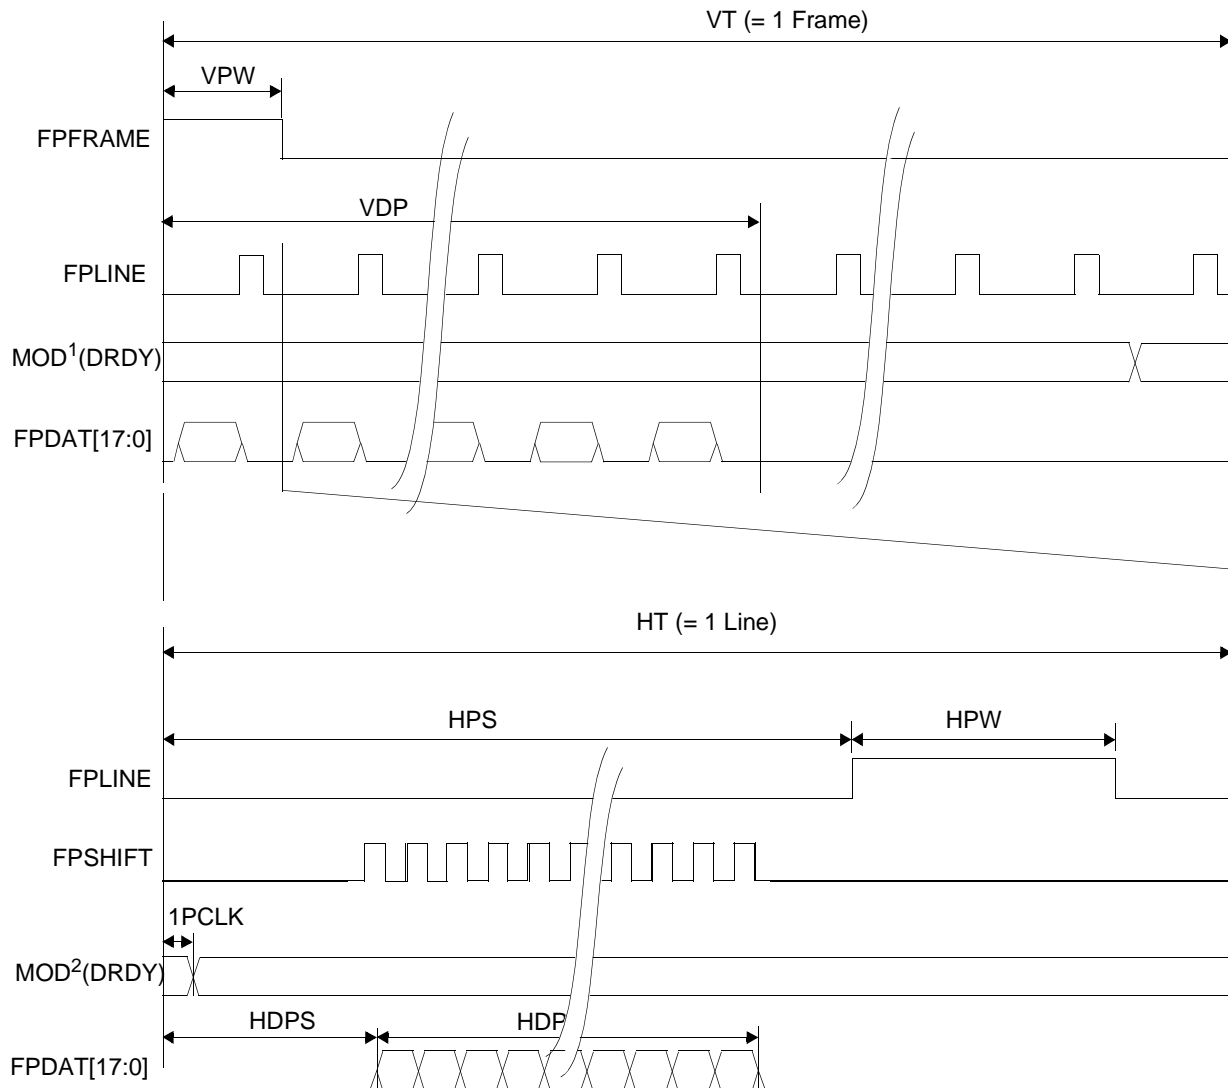 VT (= 1 Frame)
VPW
FPFRAME
VDP
FPLINE
MOD1(DRDY)
FPDAT[17:0]
HT (= 1 Line)
HPS
HPW
FPLINE
FPSHIFT
1PCLK
MOD2(DRDY)
HDPS
HDP
FPDAT[17:0]